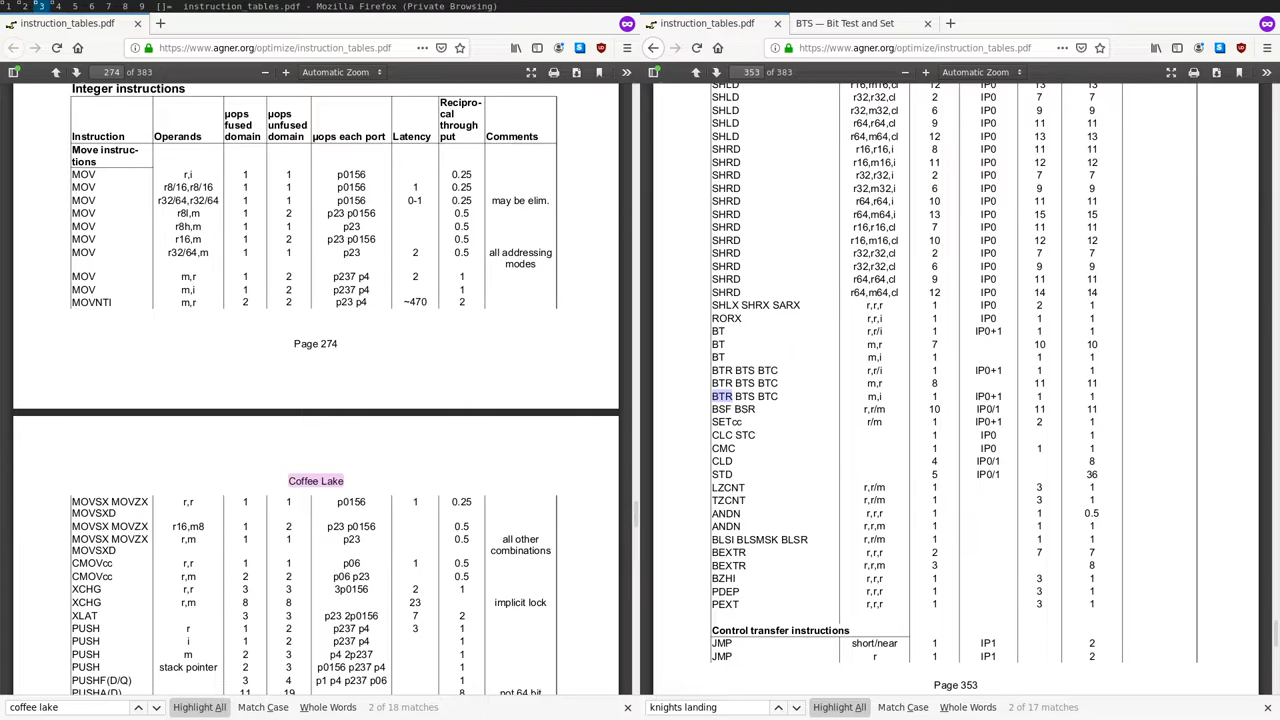 1 2 3 4 5 6 7 8 9 []= instruction_tables.pdf - Mozilla Firefox (Private Browsing)
instruction_tables.pdf × +
https://www.agner.org/optimize/instruction_tables.pdf
274 of 383 − + Automatic Zoom
Integer instructions
Instruction Operands µops fused domain µops unfused domain µops each port Latency Recipro-cal through put Comments
Move instruc-
tions
MOV r,i 1 1 p0156 0.25
MOV r8/16,r8/16 1 1 p0156 1 0.25
MOV r32/64,r32/64 1 1 p0156 0-1 0.25 may be elim.
MOV r8l,m 1 2 p23 p0156 0.5
MOV r8h,m 1 1 p23 0.5
MOV r16,m 1 2 p23 p0156 0.5
MOV r32/64,m 1 1 p23 2 0.5 all addressing
modes
MOV m,r 1 2 p237 p4 2 1
MOV m,i 1 2 p237 p4 1
MOVNTI m,r 2 2 p23 p4 ~470 2
Page 274
Coffee Lake
MOVSX MOVZX r,r 1 1 p0156 1 0.25
MOVSXD
MOVSX MOVZX r16,m8 1 2 p23 p0156 0.5
MOVSX MOVZX r,m 1 1 p23 0.5 all other
MOVSXD combinations
CMOVcc r,r 1 1 p06 1 0.5
CMOVcc r,m 2 2 p06 p23 0.5
XCHG r,r 3 3 3p0156 2 1
XCHG r,m 8 8 23 implicit lock
XLAT 3 3 p23 2p0156 7 2
PUSH r 1 2 p237 p4 3 1
PUSH i 1 2 p237 p4 1
PUSH m 2 3 p4 2p237 1
PUSH stack pointer 2 3 p0156 p237 p4 1
PUSHF(D/Q) 3 4 p1 p4 p237 p06 1
PUSHA(D) 11 19 8 not 64 bit
coffee lake Highlight All Match Case Whole Words 2 of 18 matches ×
instruction_tables.pdf × BTS — Bit Test and Set × +
https://www.agner.org/optimize/instruction_tables.pdf
353 of 383 − + Automatic Zoom
SHLD r16,m16,cl 10 IP0 13 13
SHLD r32,r32,cl 2 IP0 7 7
SHLD r32,m32,cl 6 IP0 9 9
SHLD r64,r64,cl 9 IP0 11 11
SHLD r64,m64,cl 12 IP0 13 13
SHRD r16,r16,i 8 IP0 11 11
SHRD r16,m16,i 11 IP0 12 12
SHRD r32,r32,i 2 IP0 7 7
SHRD r32,m32,i 6 IP0 9 9
SHRD r64,r64,i 10 IP0 11 11
SHRD r64,m64,i 13 IP0 15 15
SHRD r16,r16,cl 7 IP0 11 11
SHRD r16,m16,cl 10 IP0 12 12
SHRD r32,r32,cl 2 IP0 7 7
SHRD r32,m32,cl 6 IP0 9 9
SHRD r64,r64,cl 9 IP0 11 11
SHRD r64,m64,cl 12 IP0 14 14
SHLX SHRX SARX r,r,r 1 IP0 2 1
RORX r,r,i 1 IP0 1 1
BT r,r/i 1 IP0+1 1 1
BT m,r 7 10 10
BT m,i 1 1 1
BTR BTS BTC r,r/i 1 IP0+1 1 1
BTR BTS BTC m,r 8 11 11
BTR BTS BTC m,i 1 IP0+1 1 1
BSF BSR r,r/m 10 IP0/1 11 11
SETcc r/m 1 IP0+1 2 1
CLC STC 1 IP0 1
CMC 1 IP0 1 1
CLD 4 IP0/1 8
STD 5 IP0/1 36
LZCNT r,r/m 1 3 1
TZCNT r,r/m 1 3 1
ANDN r,r,r 1 1 0.5
ANDN r,r,m 1 1 1
BLSI BLSMSK BLSR r,r/m 1 1 1
BEXTR r,r,r 2 7 7
BEXTR r,r,m 3 8
BZHI r,r,r 1 3 1
PDEP r,r,r 1 3 1
PEXT r,r,r 1 3 1
Control transfer instructions
JMP short/near 1 IP1 2
JMP r 1 IP1 2
Page 353
knights landing Highlight All Match Case Whole Words 2 of 17 matches ×